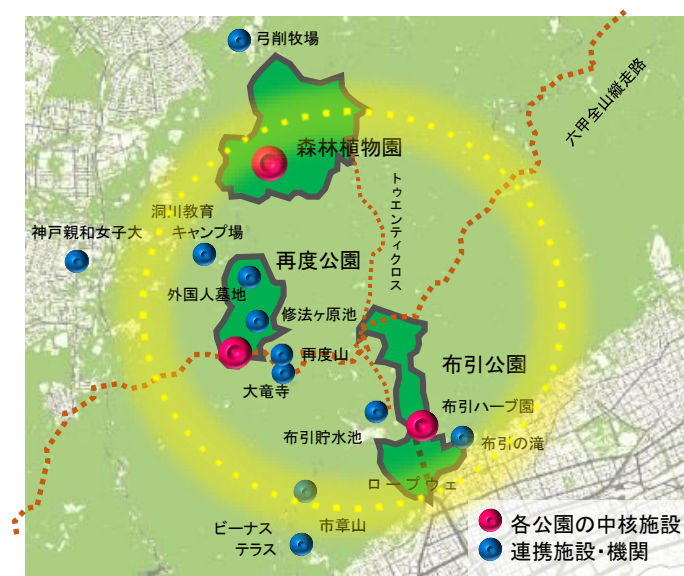 弓削牧場
森林植物園
六甲全山縦走路
トゥエンティクロス
洞川教育
キャンプ場
神戸親和女子大
再度公園
外国人墓地
修法ヶ原池
再度山
大竜寺
布引公園
布引ハーブ園
布引貯水池
布引の滝
ロープウェ
市章山
ビーナス
テラス
各公園の中核施設
連携施設・機関